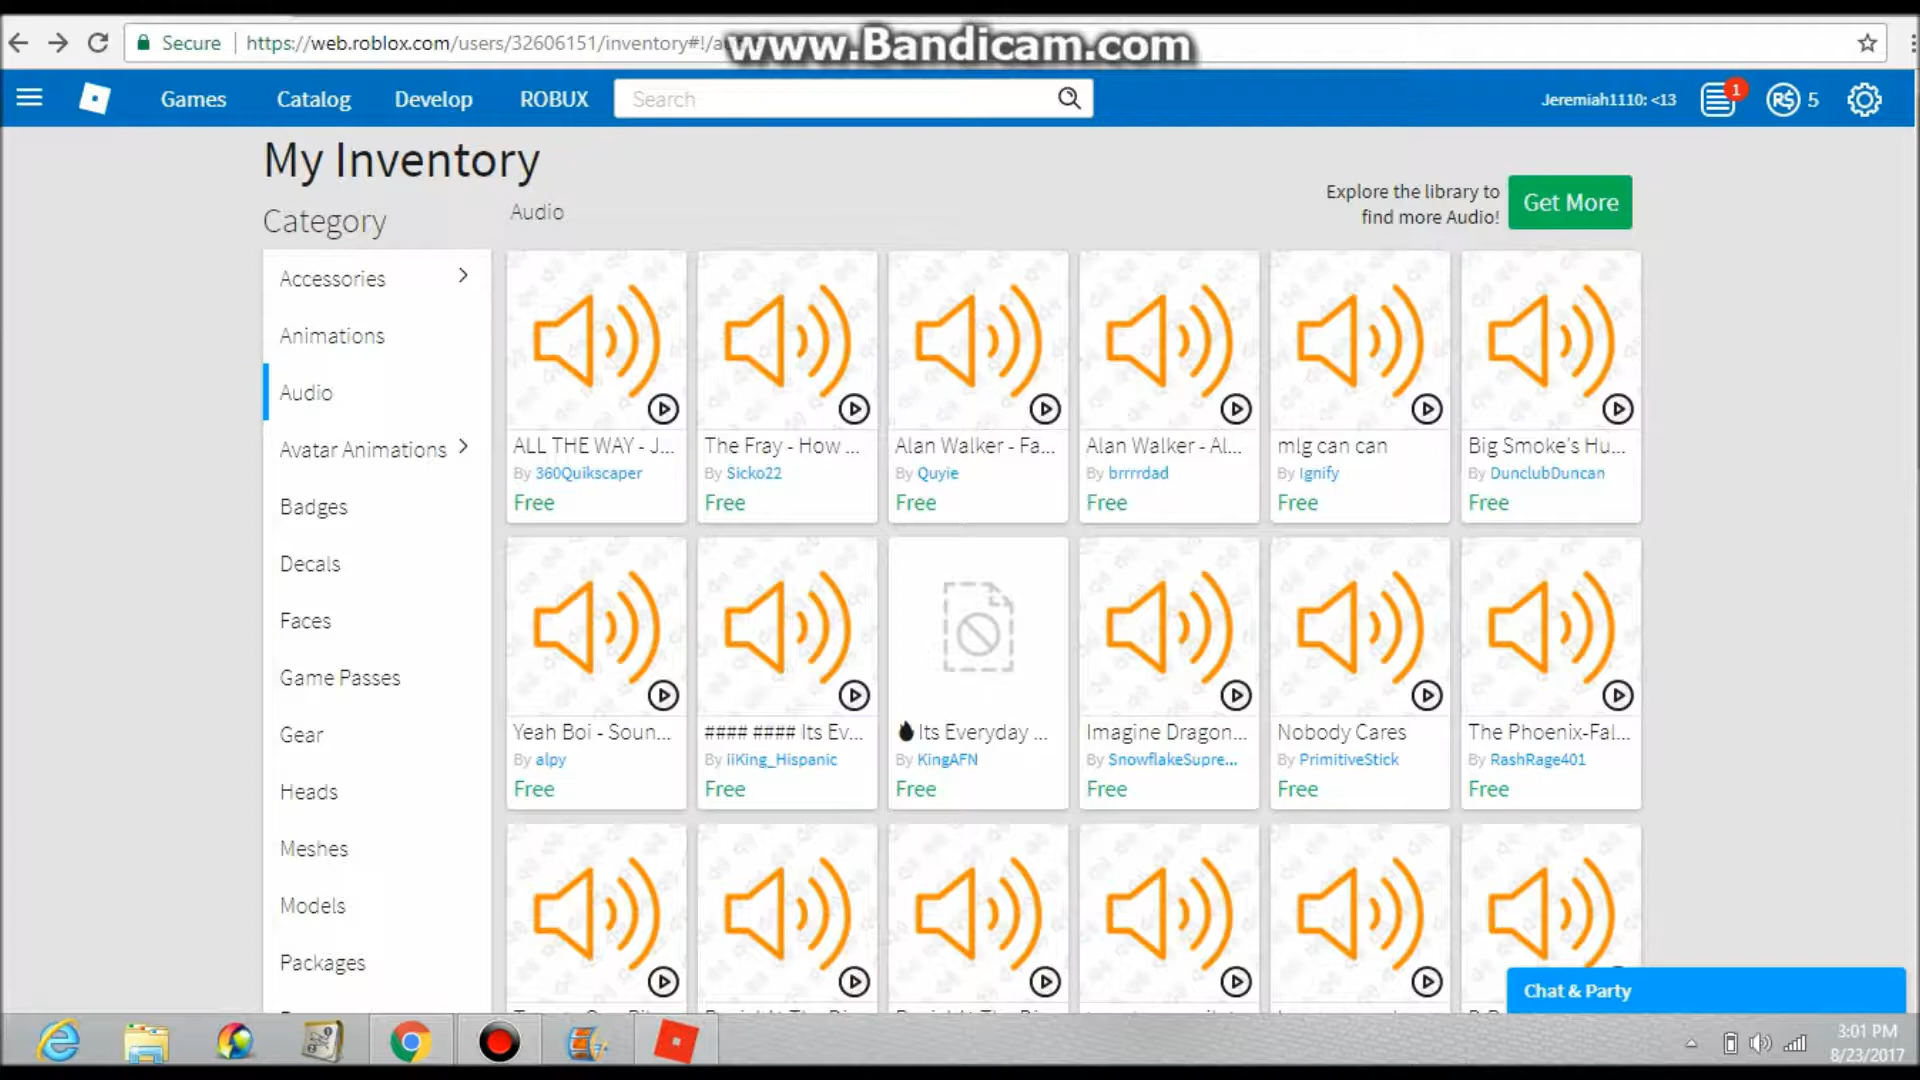 Secure
https://web.roblox.com/users/32606151/inventory#!/au
www.Bandicam.com
Games
Catalog
Develop
ROBUX
Search
Jeremiah1110: <13
1
R$ 5
My Inventory
Category
Audio
Explore the library to
find more Audio!
Get More
Accessories
Animations
Audio
Avatar Animations
Badges
Decals
Faces
Game Passes
Gear
Heads
Meshes
Models
Packages
ALL THE WAY - J...
By 360Quikscaper
Free
The Fray - How ...
By Sicko22
Free
Alan Walker - Fa...
By Quyie
Free
Alan Walker - Al...
By brrrrdad
Free
mlg can can
By Ignify
Free
Big Smoke's Hu...
By DunclubDuncan
Free
Yeah Boi - Soun...
By alpy
Free
#### #### Its Ev...
By iiKing_Hispanic
Free
Its Everyday ...
By KingAFN
Free
Imagine Dragon...
By SnowflakeSupre...
Free
Nobody Cares
By PrimitiveStick
Free
The Phoenix-Fal...
By RashRage401
Free
Chat & Party
3:01 PM
8/23/2017